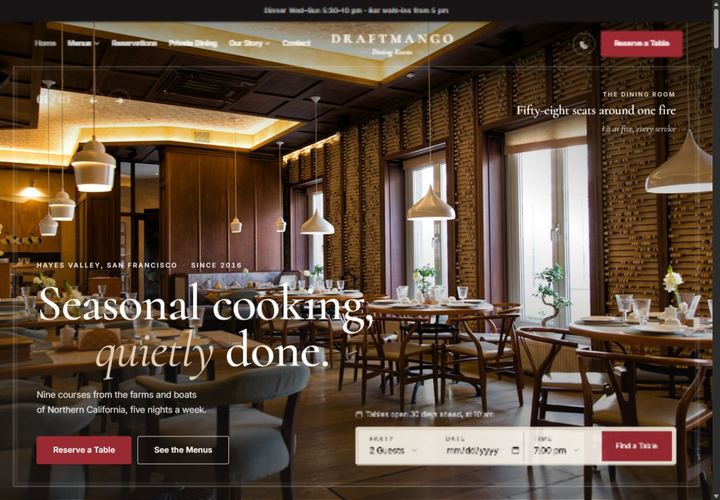 Dinner Wed–Sun 5:30–10 pm · Bar walk-ins from 5 pm
Home Menus Reservations Private Dining Our Story Contact
DRAFTMANGO
Dining Room
Reserve a Table
THE DINING ROOM
Fifty-eight seats around one fire
Lit at five, every service
HAYES VALLEY, SAN FRANCISCO · SINCE 2016
Seasonal cooking,
quietly done.
Nine courses from the farms and boats
of Northern California, five nights a week.
Reserve a Table
See the Menus
Tables open 30 days ahead, at 10 am
PARTY DATE TIME
2 Guests mm/dd/yyyy 7:00 pm
Find a Table